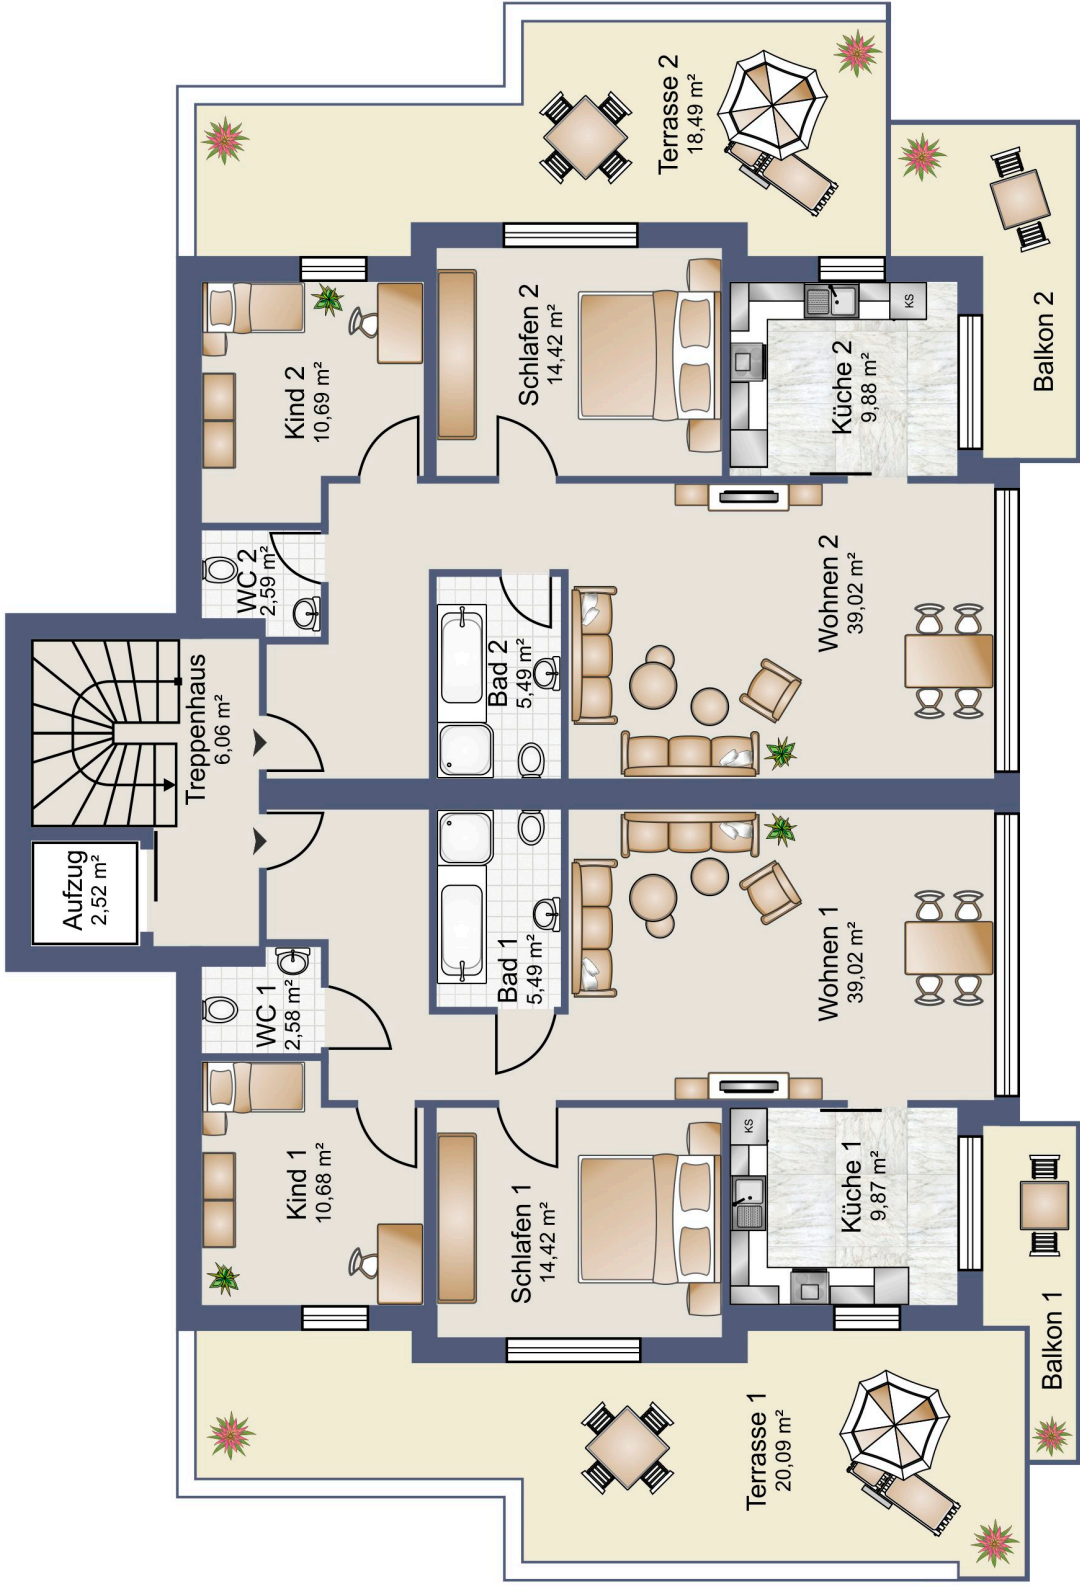 Aufzug
2,52 m²
Treppenhaus
6,06 m²
Kind 1
10,68 m²
WC 1
2,58 m²
WC 2
2,59 m²
Kind 2
10,69 m²
Schlafen 1
14,42 m²
Bad 1
5,49 m²
Bad 2
5,49 m²
Schlafen 2
14,42 m²
Terrasse 2
18,49 m²
Terrasse 1
20,09 m²
Küche 1
9,87 m²
KS
Wohnen 1
39,02 m²
Wohnen 2
39,02 m²
Küche 2
9,88 m²
KS
Balkon 1
Balkon 2